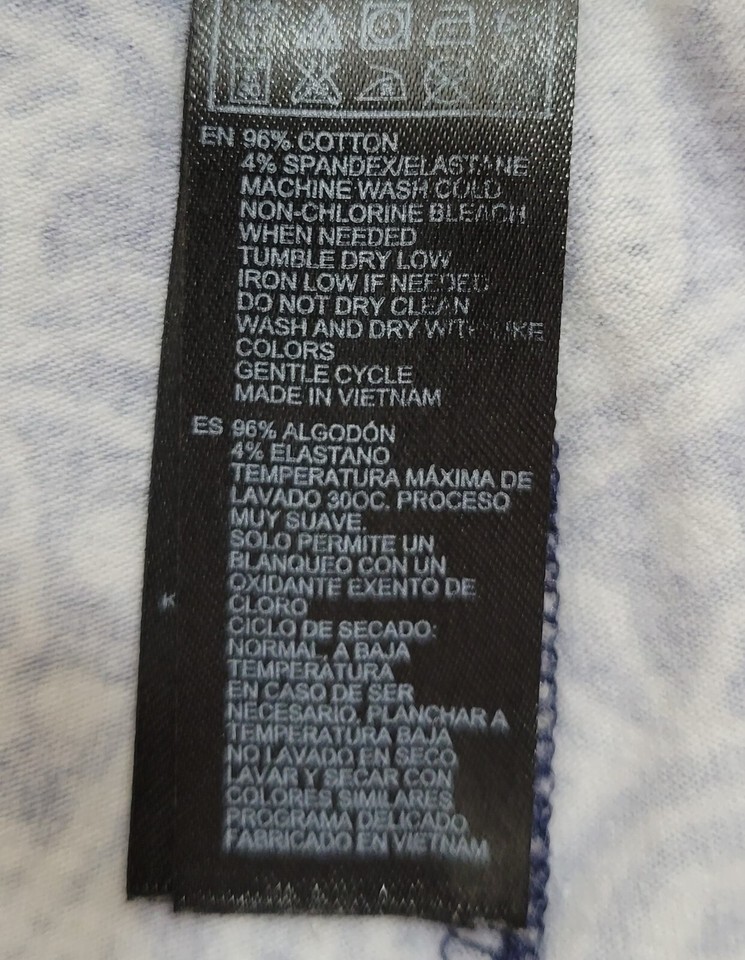 EN 96% COTTON
4% SPANDEX/ELASTANE
MACHINE WASH COLD
NON-CHLORINE BLEACH
WHEN NEEDED
TUMBLE DRY LOW
IRON LOW IF NEEDED
DO NOT DRY CLEAN
WASH AND DRY WITH LIKE
COLORS
GENTLE CYCLE
MADE IN VIETNAM
ES 96% ALGODÓN
4% ELASTANO
TEMPERATURA MÁXIMA DE
LAVADO 30OC. PROCESO
MUY SUAVE.
SOLO PERMITE UN
BLANQUEO CON UN
OXIDANTE EXENTO DE
CLORO
CICLO DE SECADO:
NORMAL, A BAJA
TEMPERATURA
EN CASO DE SER
NECESARIO, PLANCHAR A
TEMPERATURA BAJA
NO LAVADO EN SECO
LAVAR Y SECAR CON
COLORES SIMILARES
PROGRAMA DELICADO
FABRICADO EN VIETNAM
K